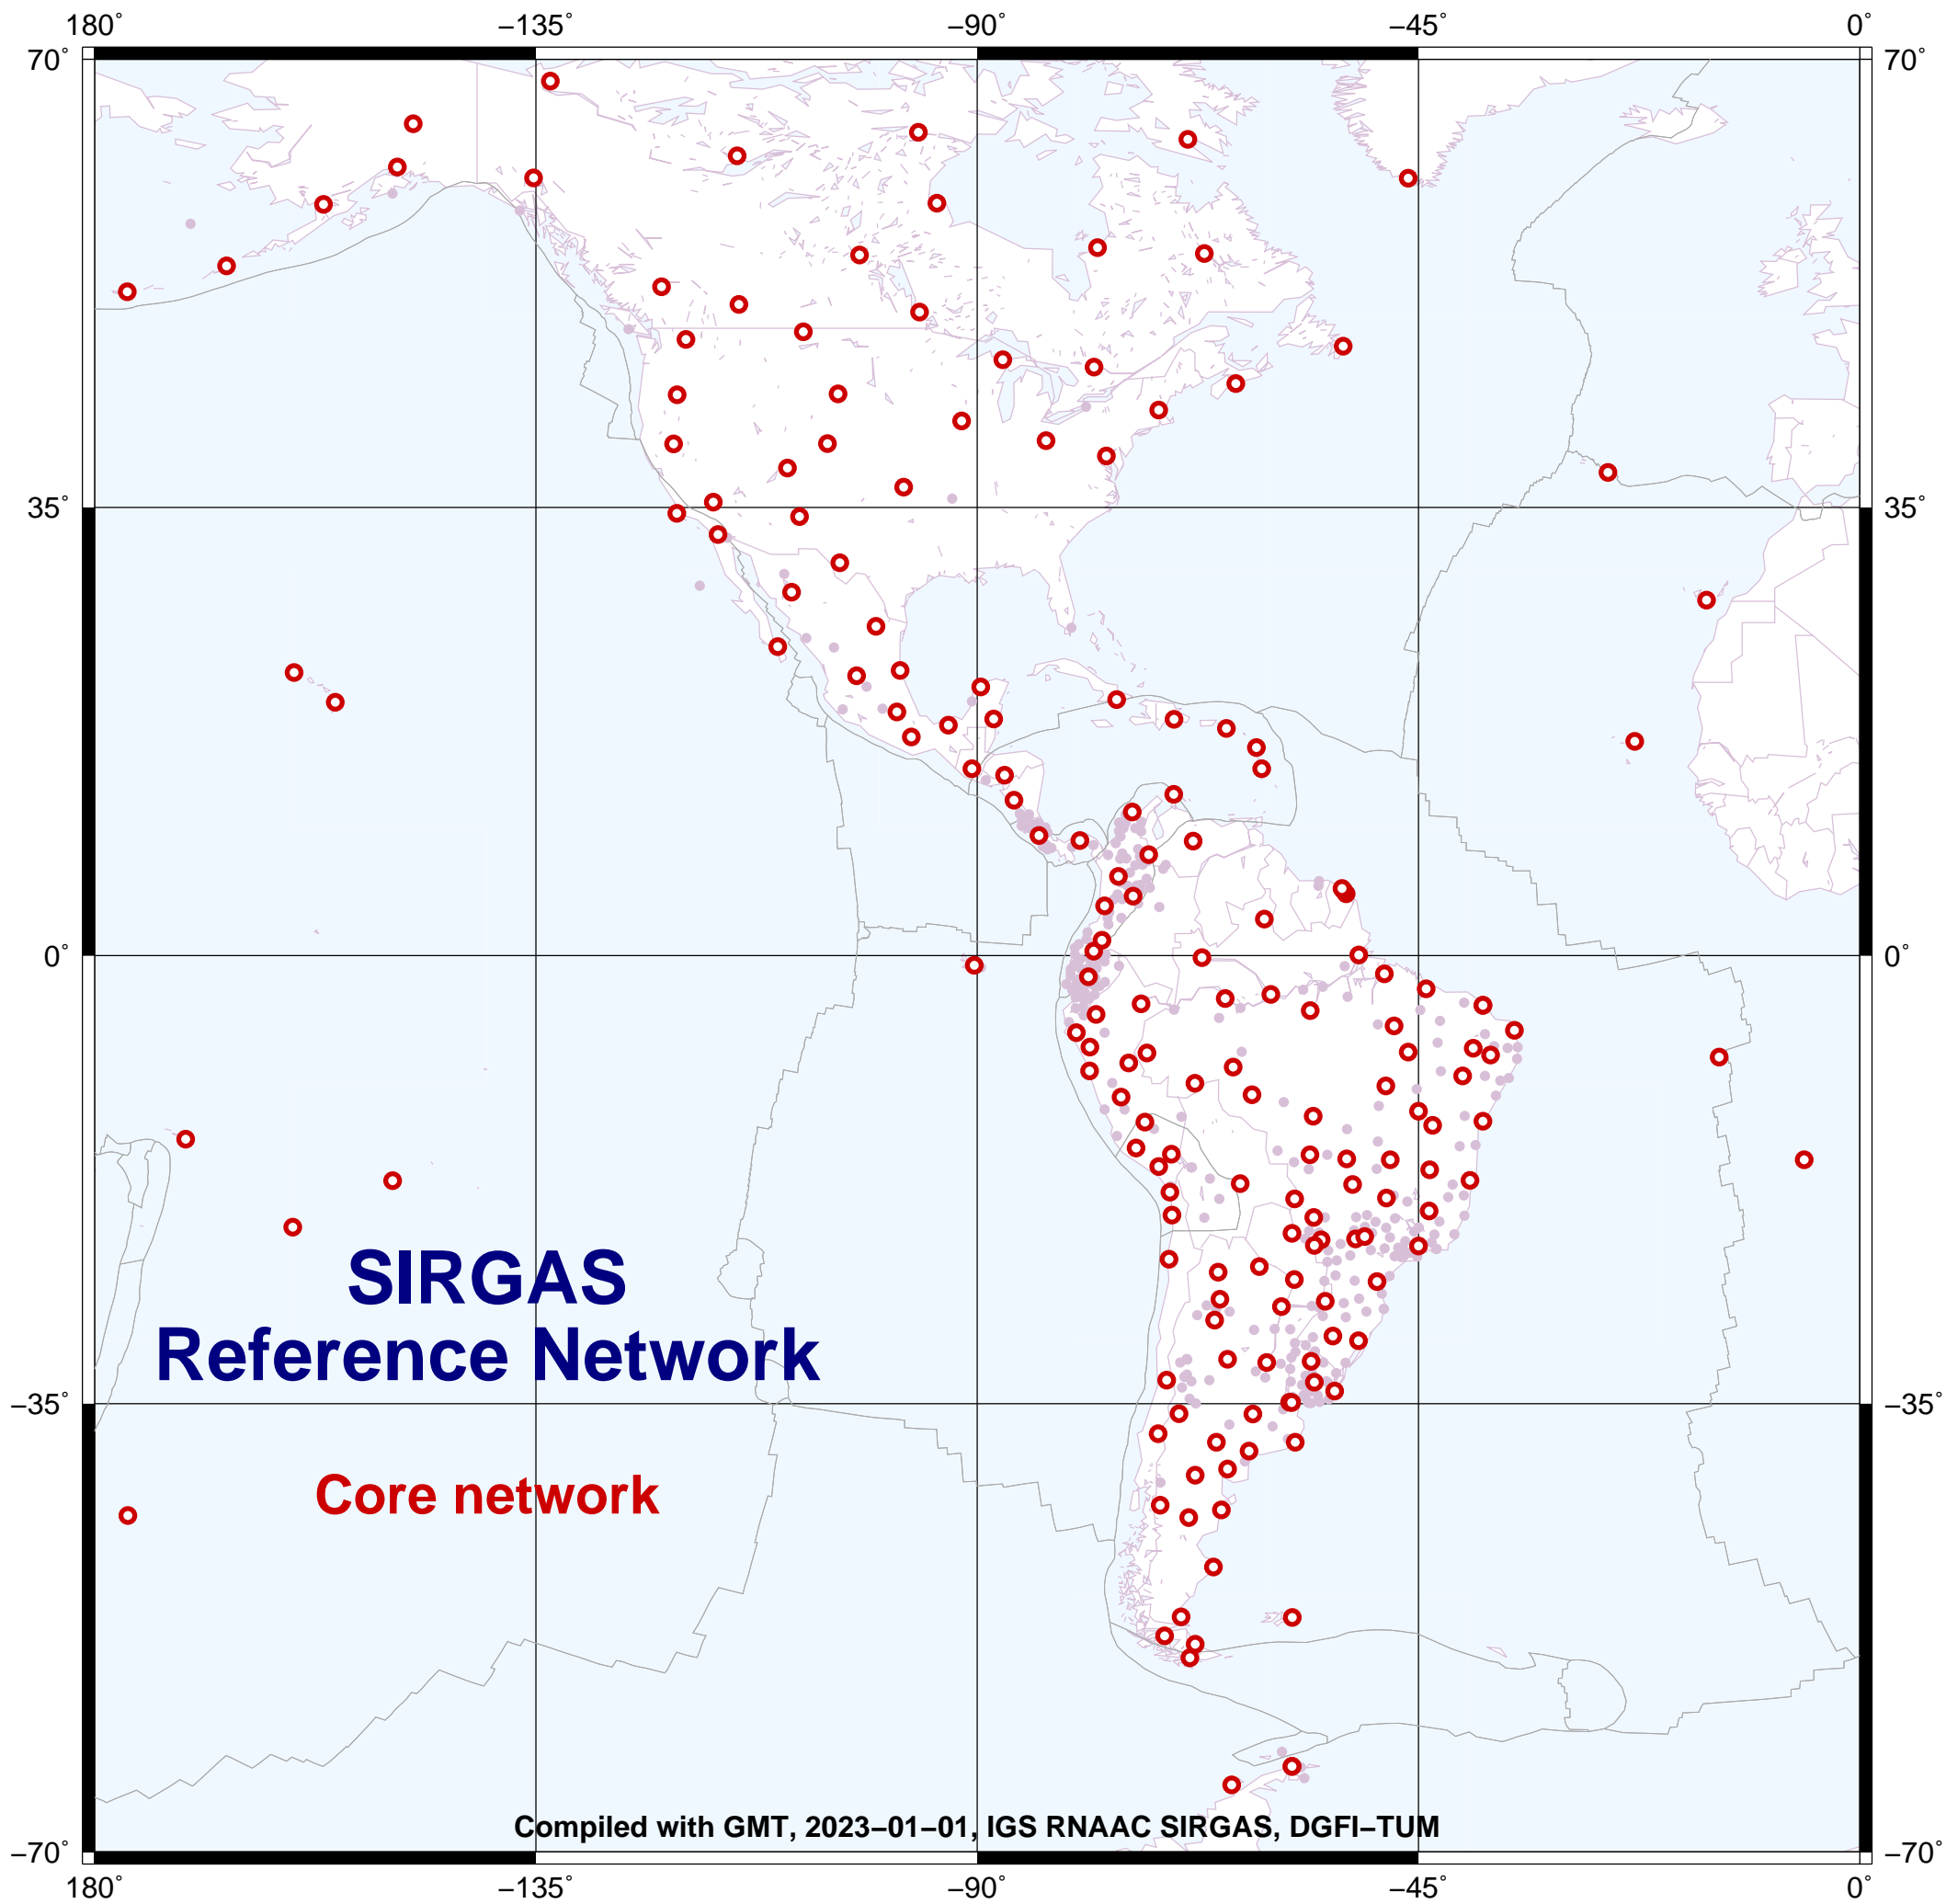 180° −135° −90° −45° 0°
70° 70°
35° 35°
0° 0°
SIRGAS
Reference Network
−35° −35°
Core network
Compiled with GMT, 2023−01−01, IGS RNAAC SIRGAS, DGFI−TUM
−70° −70°
180° −135° −90° −45° 0°